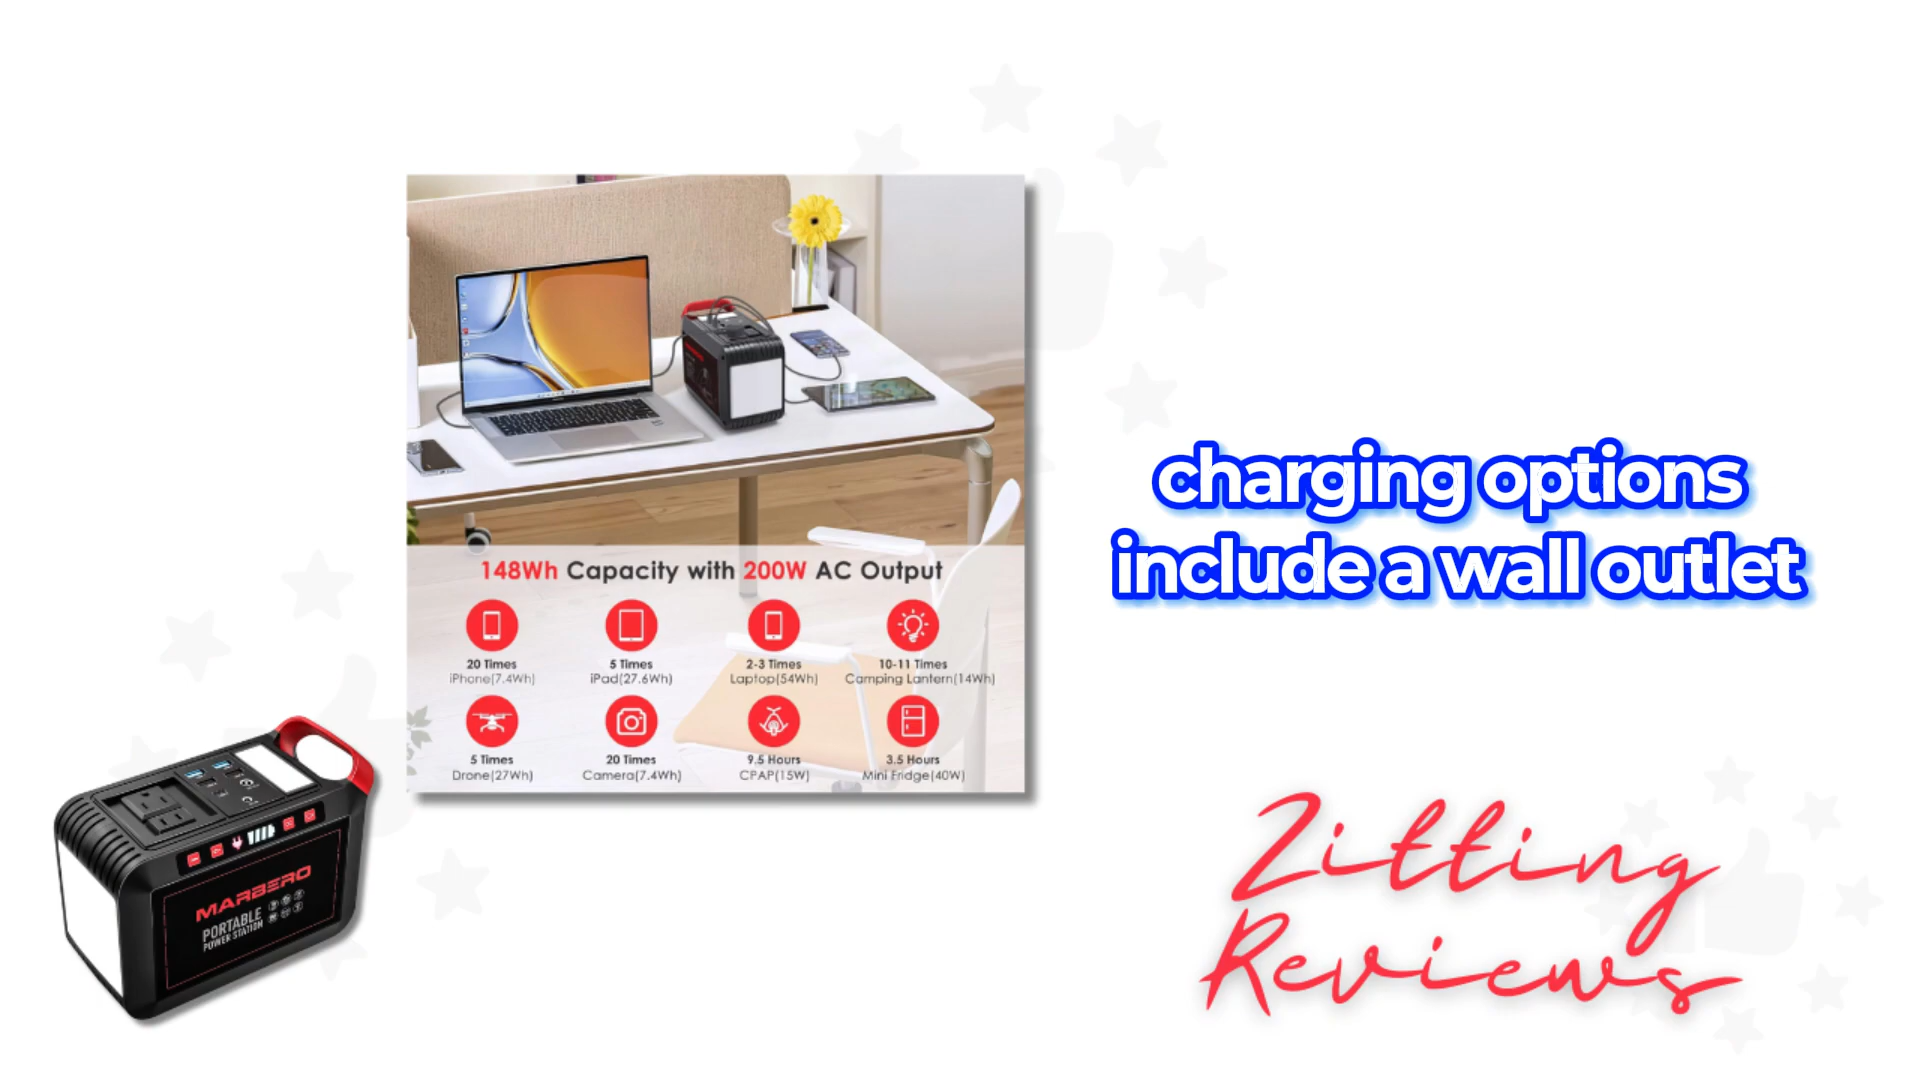 148Wh Capacity with 200W AC Output
20 Times
iPhone(7.4Wh)
5 Times
iPad(27.6Wh)
2-3 Times
Laptop(54Wh)
10-11 Times
Camping Lantern(14Wh)
5 Times
Drone(27Wh)
20 Times
Camera(7.4Wh)
9.5 Hours
CPAP(15W)
3.5 Hours
Mini Fridge(40W)
charging options
include a wall outlet
MARBERO
PORTABLE
POWER STATION
Zitting
Reviews